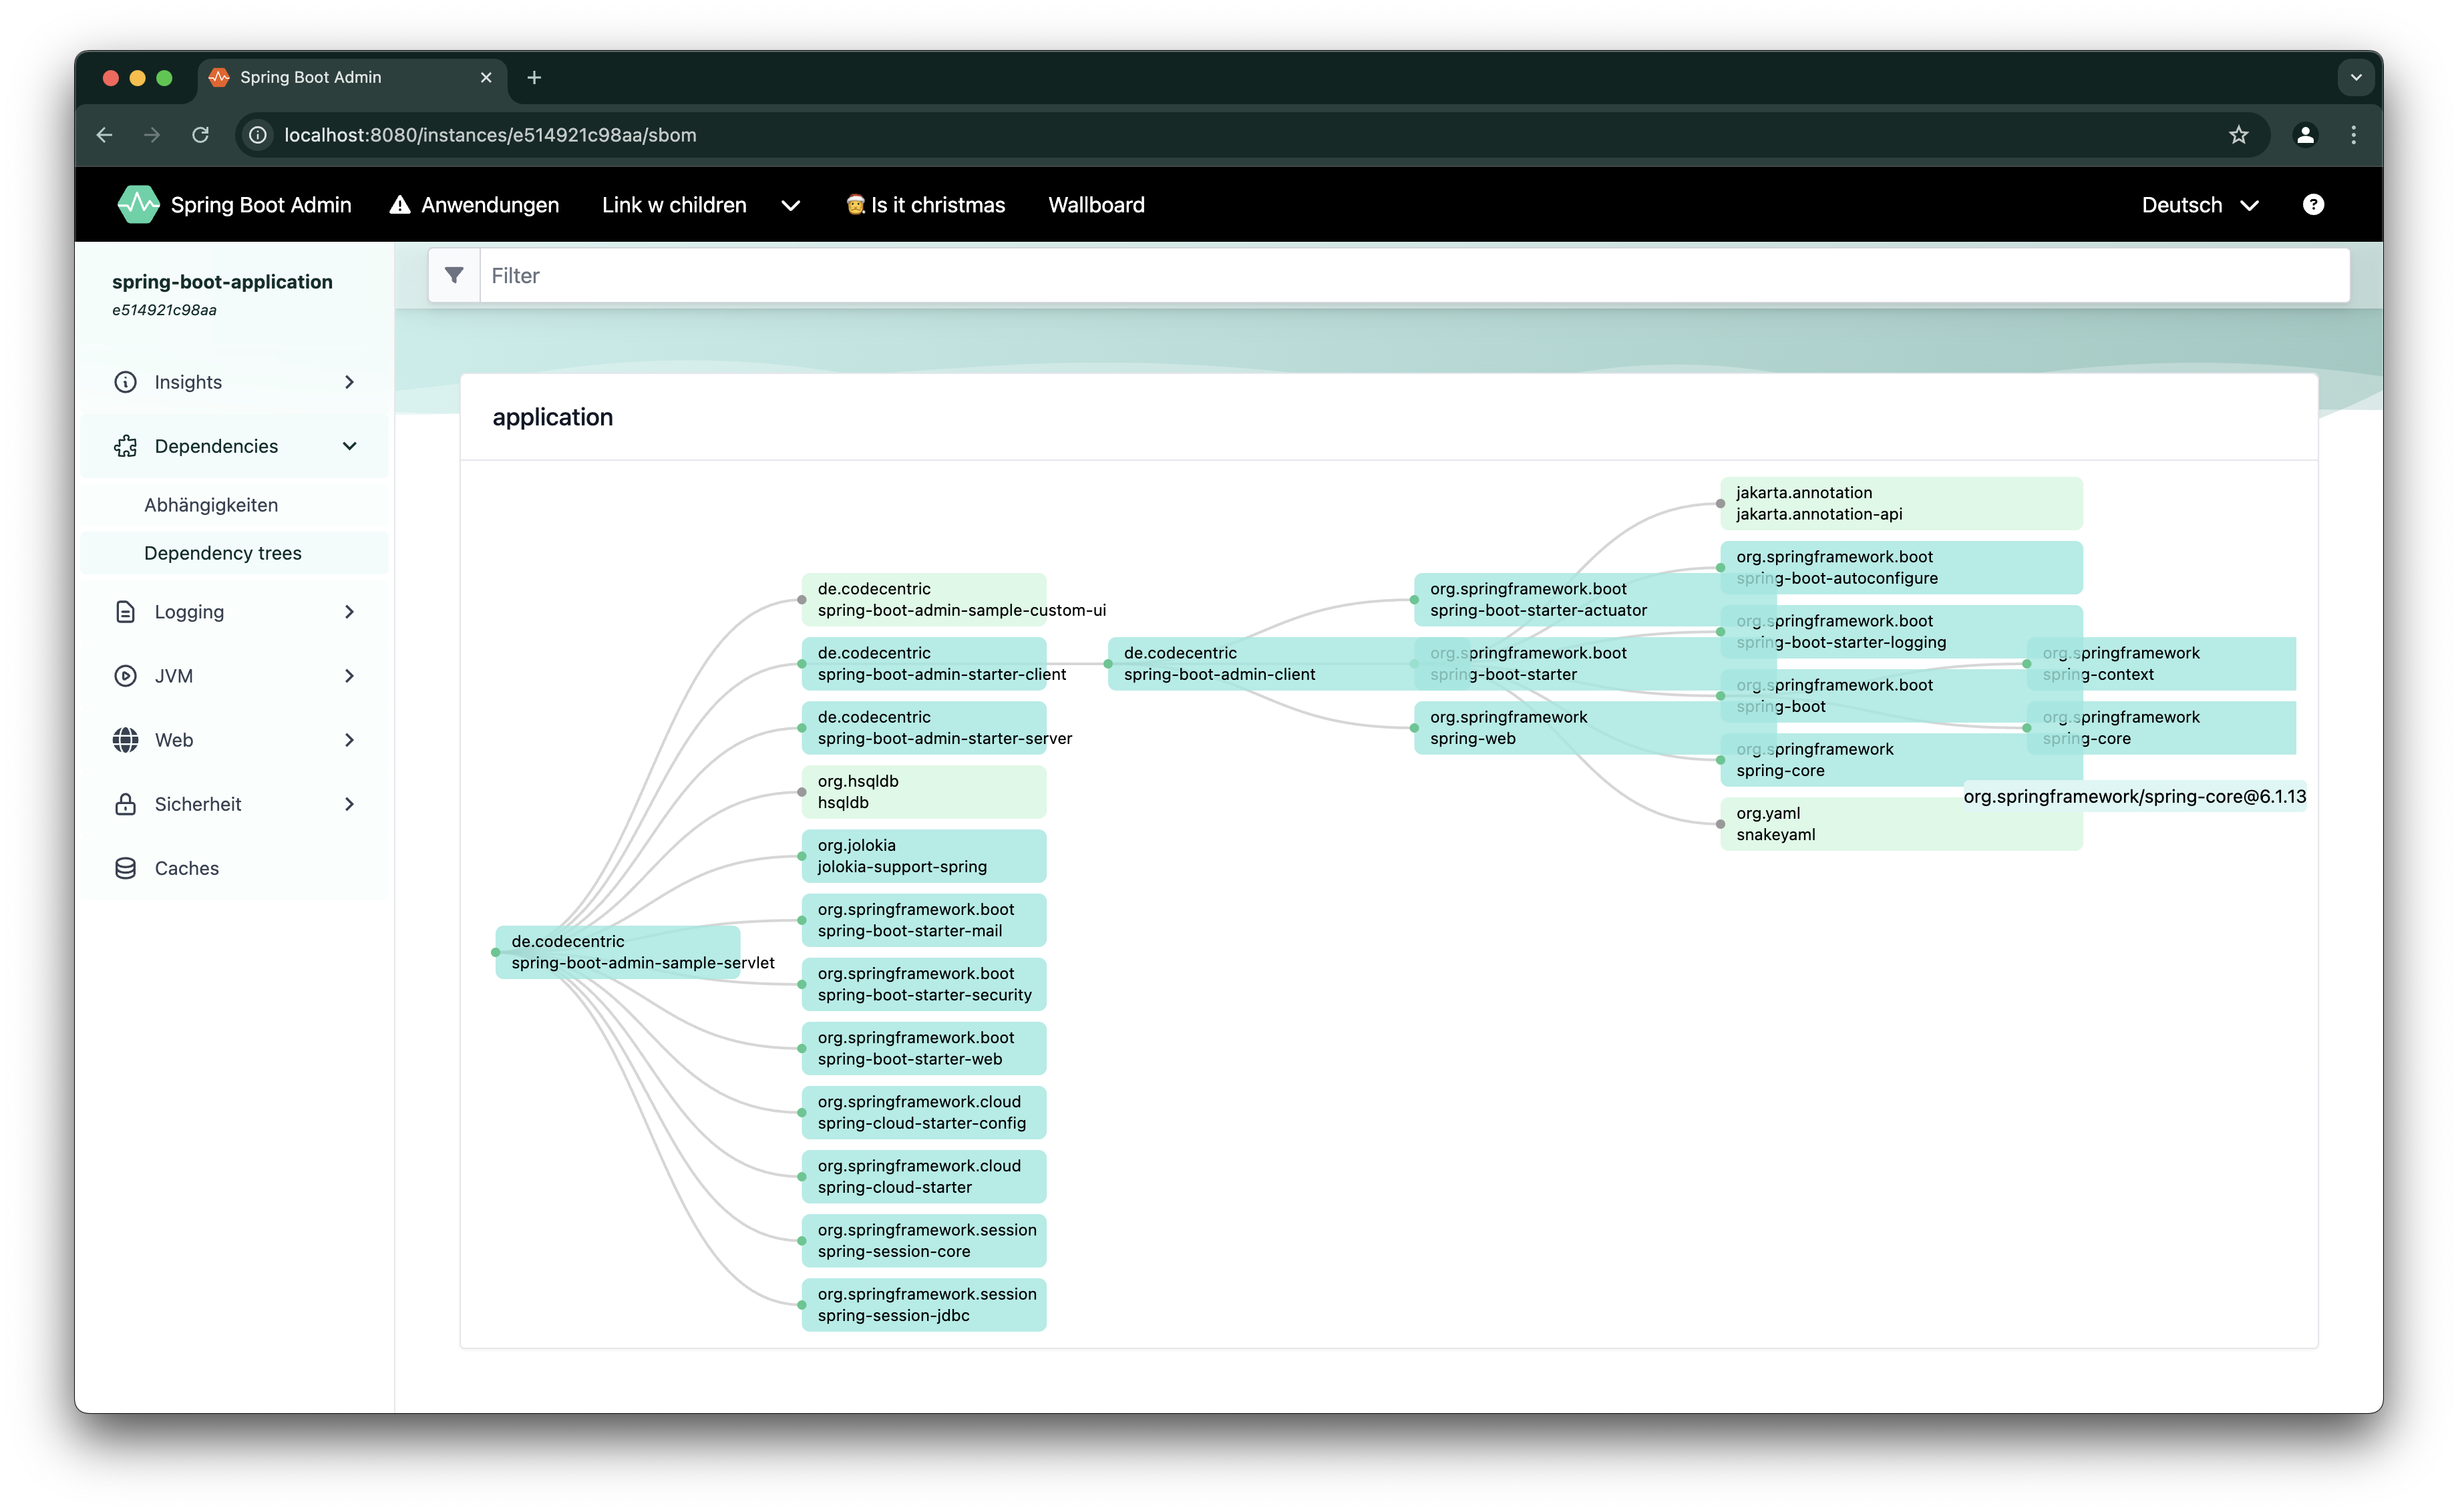 Spring Boot Admin
localhost:8080/instances/e514921c98aa/sbom
Spring Boot Admin
Anwendungen
Link w children
Is it christmas
Wallboard
Deutsch
spring-boot-application
e514921c98aa
Insights
Dependencies
Abhängigkeiten
Dependency trees
Logging
JVM
Web
Sicherheit
Caches
Filter
application
de.codecentric
spring-boot-admin-sample-servlet
de.codecentric
spring-boot-admin-sample-custom-ui
de.codecentric
spring-boot-admin-starter-client
de.codecentric
spring-boot-admin-starter-server
org.hsqldb
hsqldb
org.jolokia
jolokia-support-spring
org.springframework.boot
spring-boot-starter-mail
org.springframework.boot
spring-boot-starter-security
org.springframework.boot
spring-boot-starter-web
org.springframework.cloud
spring-cloud-starter-config
org.springframework.cloud
spring-cloud-starter
org.springframework.session
spring-session-core
org.springframework.session
spring-session-jdbc
de.codecentric
spring-boot-admin-client
org.springframework.boot
spring-boot-starter-actuator
org.springframework.boot
spring-boot-starter
org.springframework
spring-web
jakarta.annotation
jakarta.annotation-api
org.springframework.boot
spring-boot-autoconfigure
org.springframework.boot
spring-boot-starter-logging
org.springframework.boot
spring-boot
org.springframework
spring-core
org.yaml
snakeyaml
org.springframework
spring-context
org.springframework
spring-core
org.springframework/spring-core@6.1.13